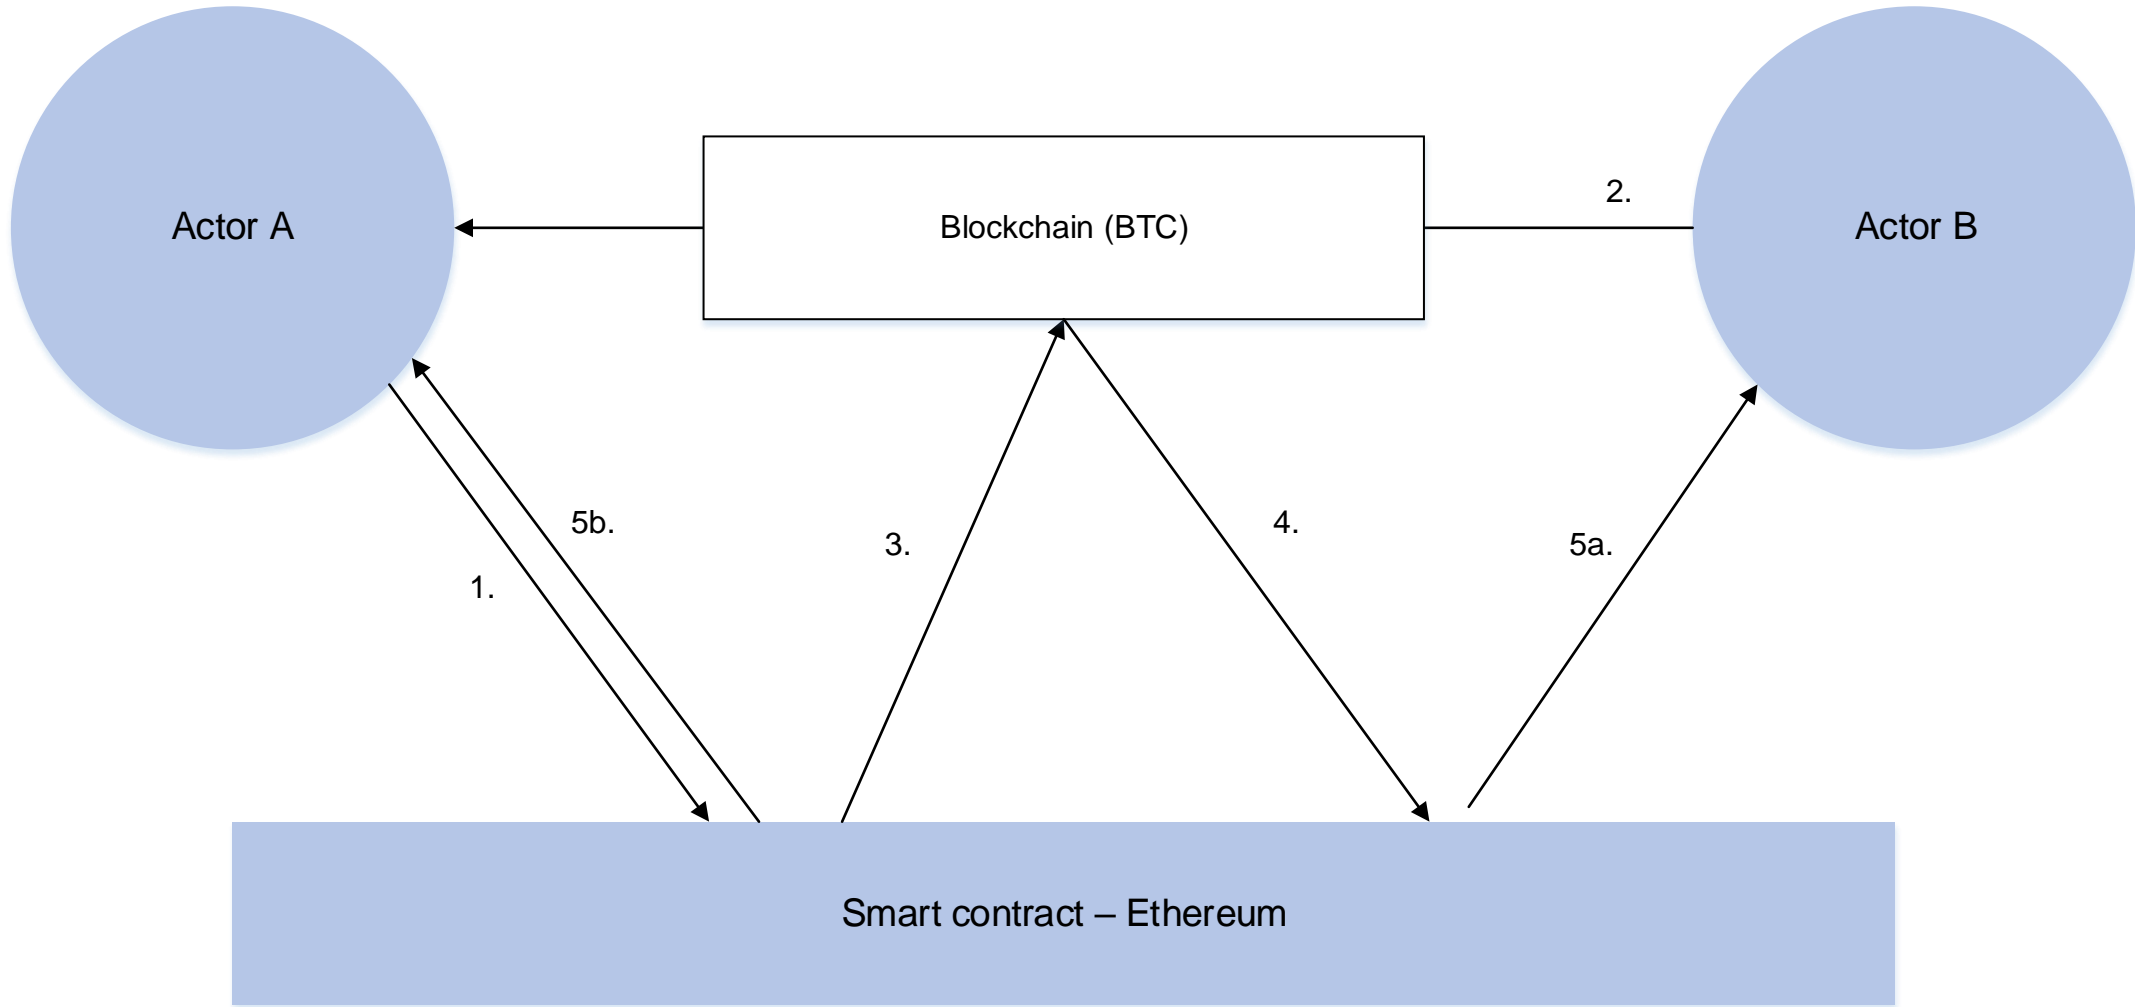 2.
Actor A
Blockchain (BTC)
Actor B
5b.
3.
4.
5a.
1.
Smart contract – Ethereum